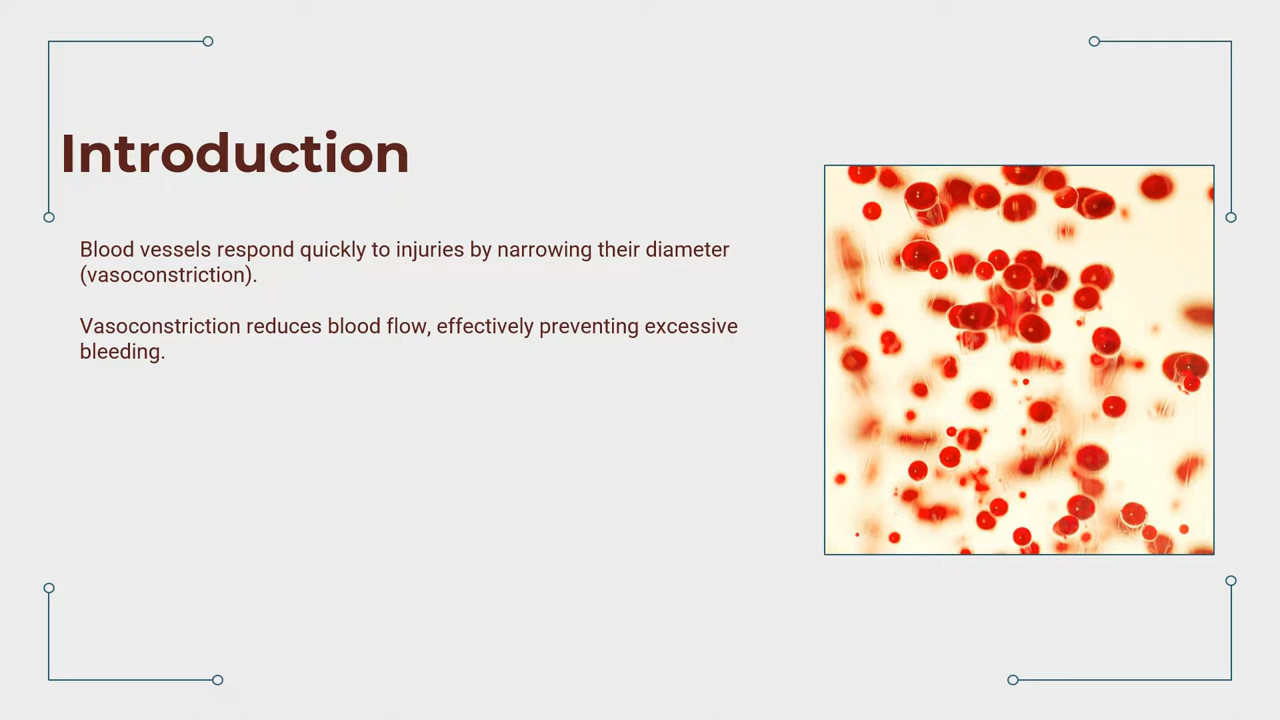 Introduction
Blood vessels respond quickly to injuries by narrowing their diameter
(vasoconstriction).
Vasoconstriction reduces blood flow, effectively preventing excessive
bleeding.